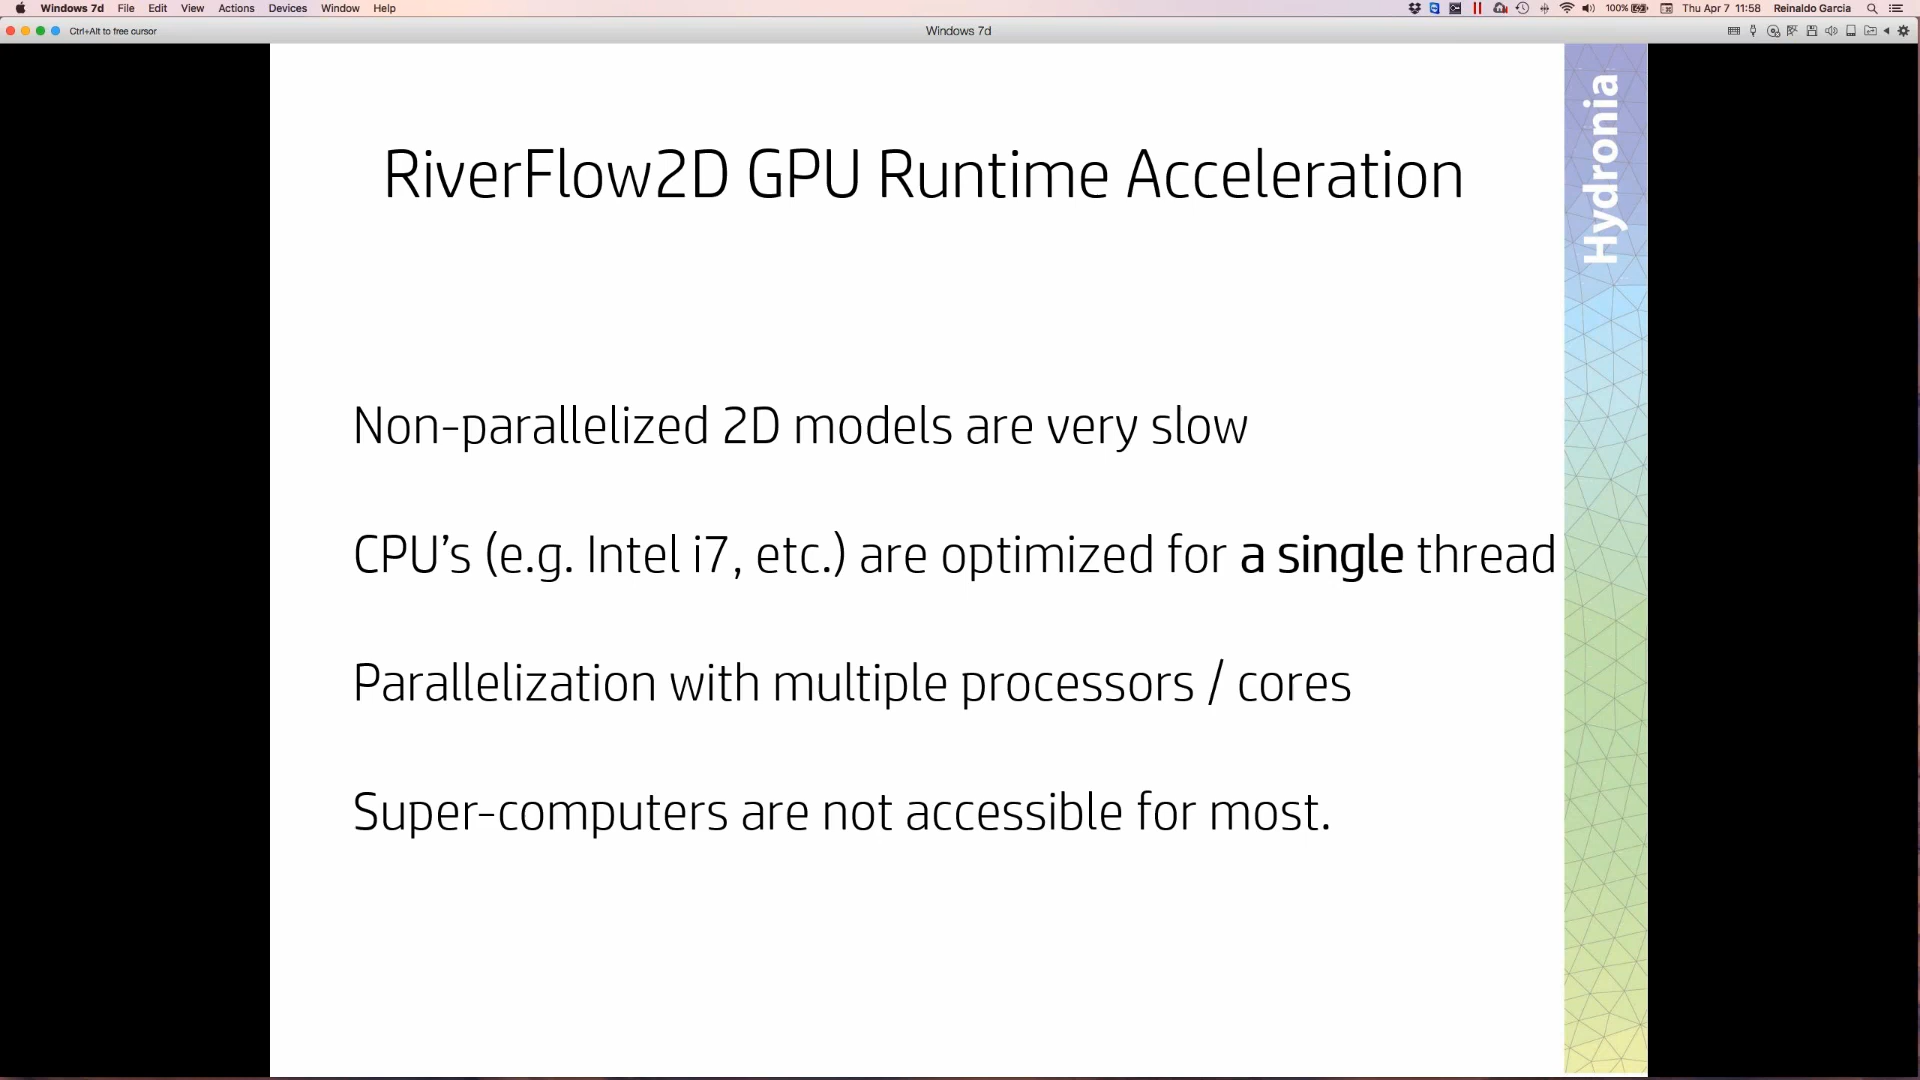 Windows 7d File Edit View Actions Devices Window Help 100% Thu Apr 7 11:58 Reinaldo Garcia
Ctrl+Alt to free cursor Windows 7d
RiverFlow2D GPU Runtime Acceleration
Hydronia
Non-parallelized 2D models are very slow
CPU's (e.g. Intel i7, etc.) are optimized for a single thread
Parallelization with multiple processors / cores
Super-computers are not accessible for most.